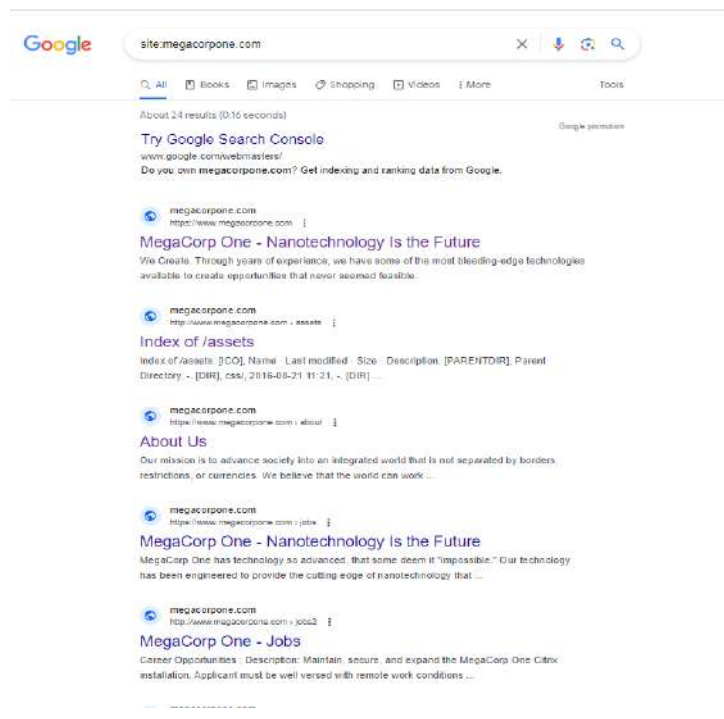 Google
site:megacorpone.com
All Books Images Shopping Videos More Tools
About 24 results (0.16 seconds)
Google promotion
Try Google Search Console
www.google.com/webmasters/
Do you own megacorpone.com? Get indexing and ranking data from Google.
megacorpone.com
https://www.megacorpone.com
MegaCorp One - Nanotechnology Is the Future
We Create. Through years of experience, we have some of the most bleeding-edge technologies
available to create opportunities that never seemed feasible.
megacorpone.com
http://www.megacorpone.com › assets
Index of /assets
Index of /assets. [ICO], Name · Last modified · Size · Description. [PARENTDIR], Parent
Directory, -. [DIR], css/, 2016-08-21 11:21, -. [DIR] ...
megacorpone.com
https://www.megacorpone.com › about
About Us
Our mission is to advance society into an integrated world that is not separated by borders,
restrictions, or currencies. We believe that the world can work ...
megacorpone.com
https://www.megacorpone.com › jobs
MegaCorp One - Nanotechnology Is the Future
MegaCorp One has technology so advanced, that some deem it "impossible." Our technology
has been engineered to provide the cutting edge of nanotechnology that ...
megacorpone.com
http://www.megacorpone.com › jobs2
MegaCorp One - Jobs
Career Opportunities ; Description: Maintain, secure, and expand the MegaCorp One Citrix
installation. Applicant must be well versed with remote work conditions ...